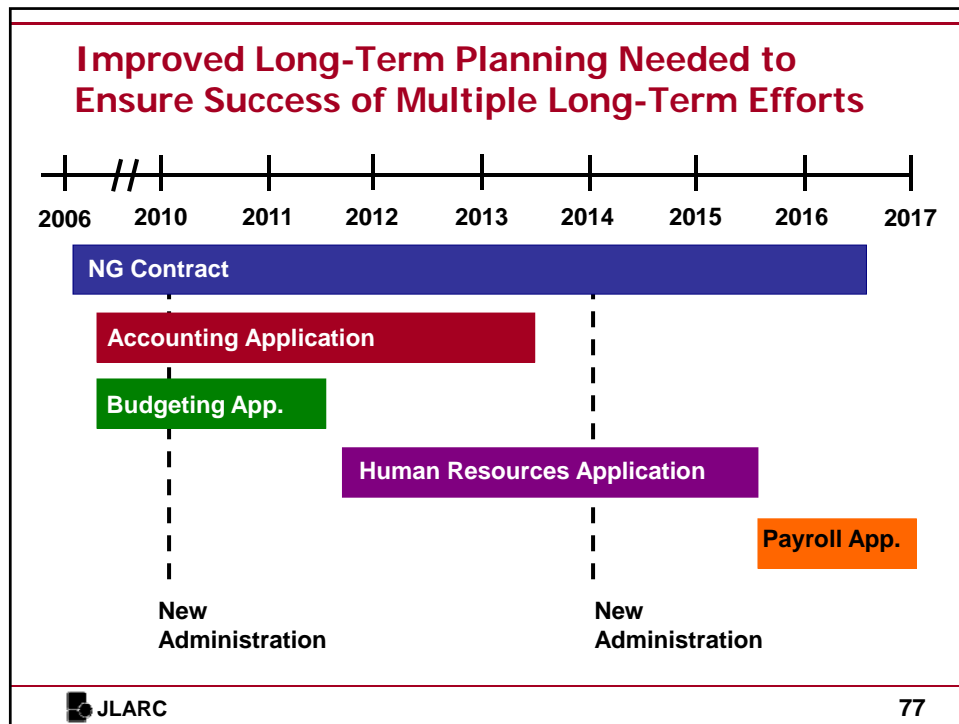 Improved Long-Term Planning Needed to
Ensure Success of Multiple Long-Term Efforts
2006 2010 2011 2012 2013 2014 2015 2016 2017
NG Contract
Accounting Application
Budgeting App.
Human Resources Application
Payroll App.
New
Administration
New
Administration
JLARC
77